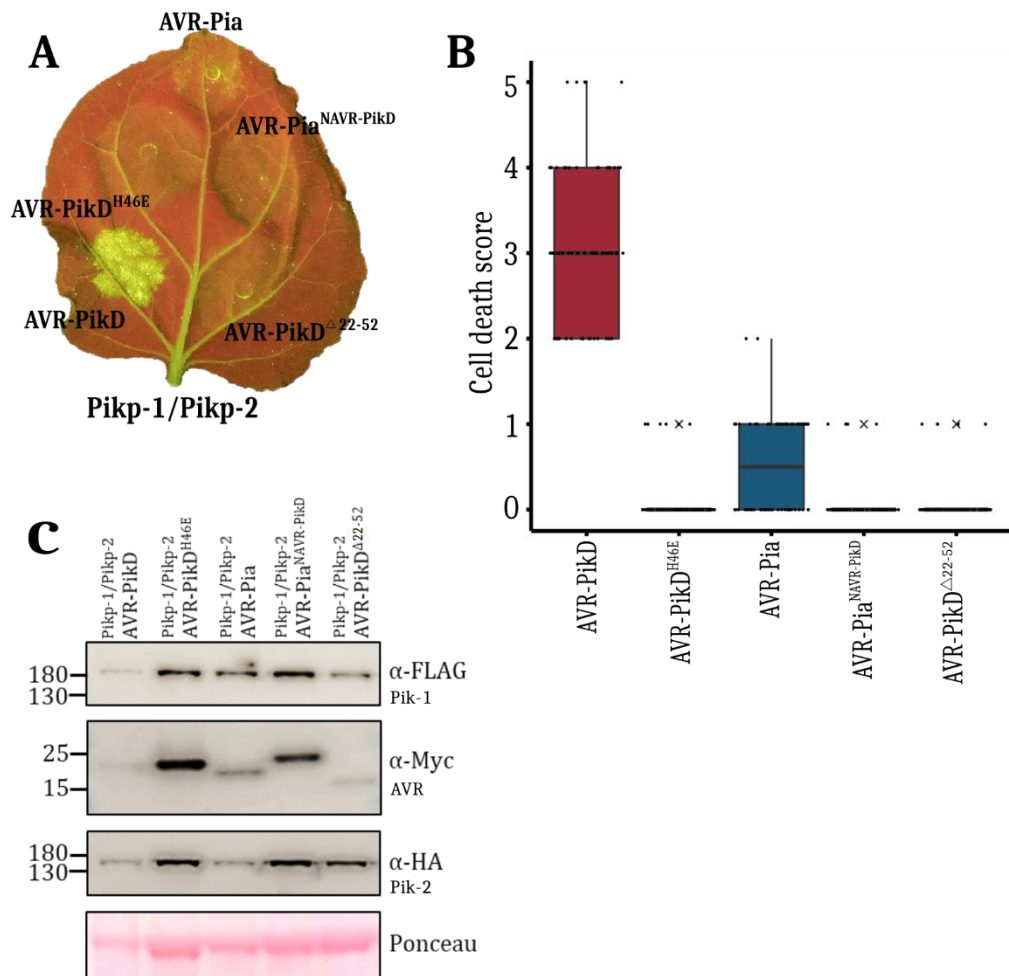 A
AVR-Pia
AVR-Pia^NAVR-PikD
AVR-PikD^H46E
AVR-PikD
AVR-PikD^△22-52
Pikp-1/Pikp-2
B
Cell death score
5
4
3
2
1
0
AVR-PikD
AVR-PikD^H46E
AVR-Pia
AVR-Pia^NAVR-PikD
AVR-PikD^△22-52
C
Pikp-1/Pikp-2
AVR-PikD
Pikp-1/Pikp-2
AVR-PikD^H46E
Pikp-1/Pikp-2
AVR-Pia
Pikp-1/Pikp-2
AVR-Pia^NAVR-PikD
Pikp-1/Pikp-2
AVR-PikD^Δ22-52
180
130
α-FLAG
Pik-1
25
15
α-Myc
AVR
180
130
α-HA
Pik-2
Ponceau